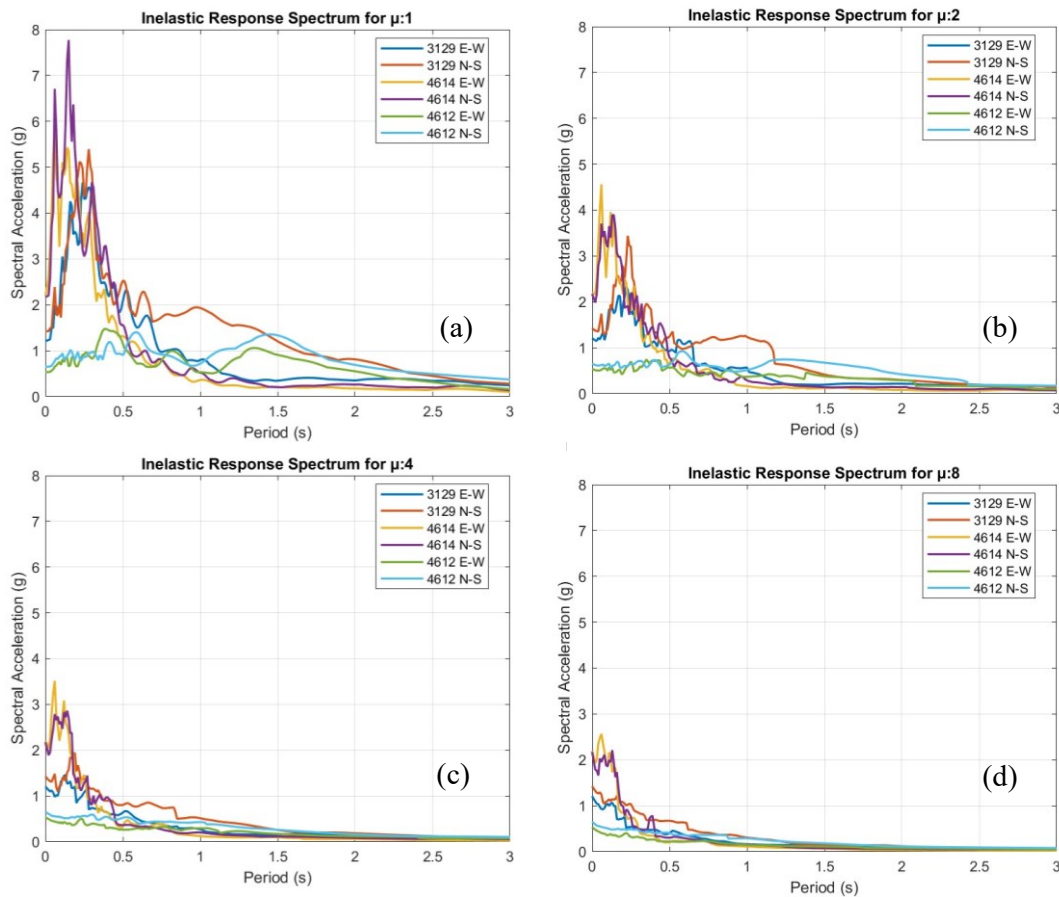 Inelastic Response Spectrum for µ:1
8
7
6
5
4
3
2
1
0
Spectral Acceleration (g)
3129 E-W
3129 N-S
4614 E-W
4614 N-S
4612 E-W
4612 N-S
(a)
0
0.5
1
1.5
2
2.5
3
Period (s)
Inelastic Response Spectrum for µ:2
8
7
6
5
4
3
2
1
0
Spectral Acceleration (g)
3129 E-W
3129 N-S
4614 E-W
4614 N-S
4612 E-W
4612 N-S
(b)
0
0.5
1
1.5
2
2.5
3
Period (s)
Inelastic Response Spectrum for µ:4
8
7
6
5
4
3
2
1
0
Spectral Acceleration (g)
3129 E-W
3129 N-S
4614 E-W
4614 N-S
4612 E-W
4612 N-S
(c)
0
0.5
1
1.5
2
2.5
3
Period (s)
Inelastic Response Spectrum for µ:8
8
7
6
5
4
3
2
1
0
Spectral Acceleration (g)
3129 E-W
3129 N-S
4614 E-W
4614 N-S
4612 E-W
4612 N-S
(d)
0
0.5
1
1.5
2
2.5
3
Period (s)